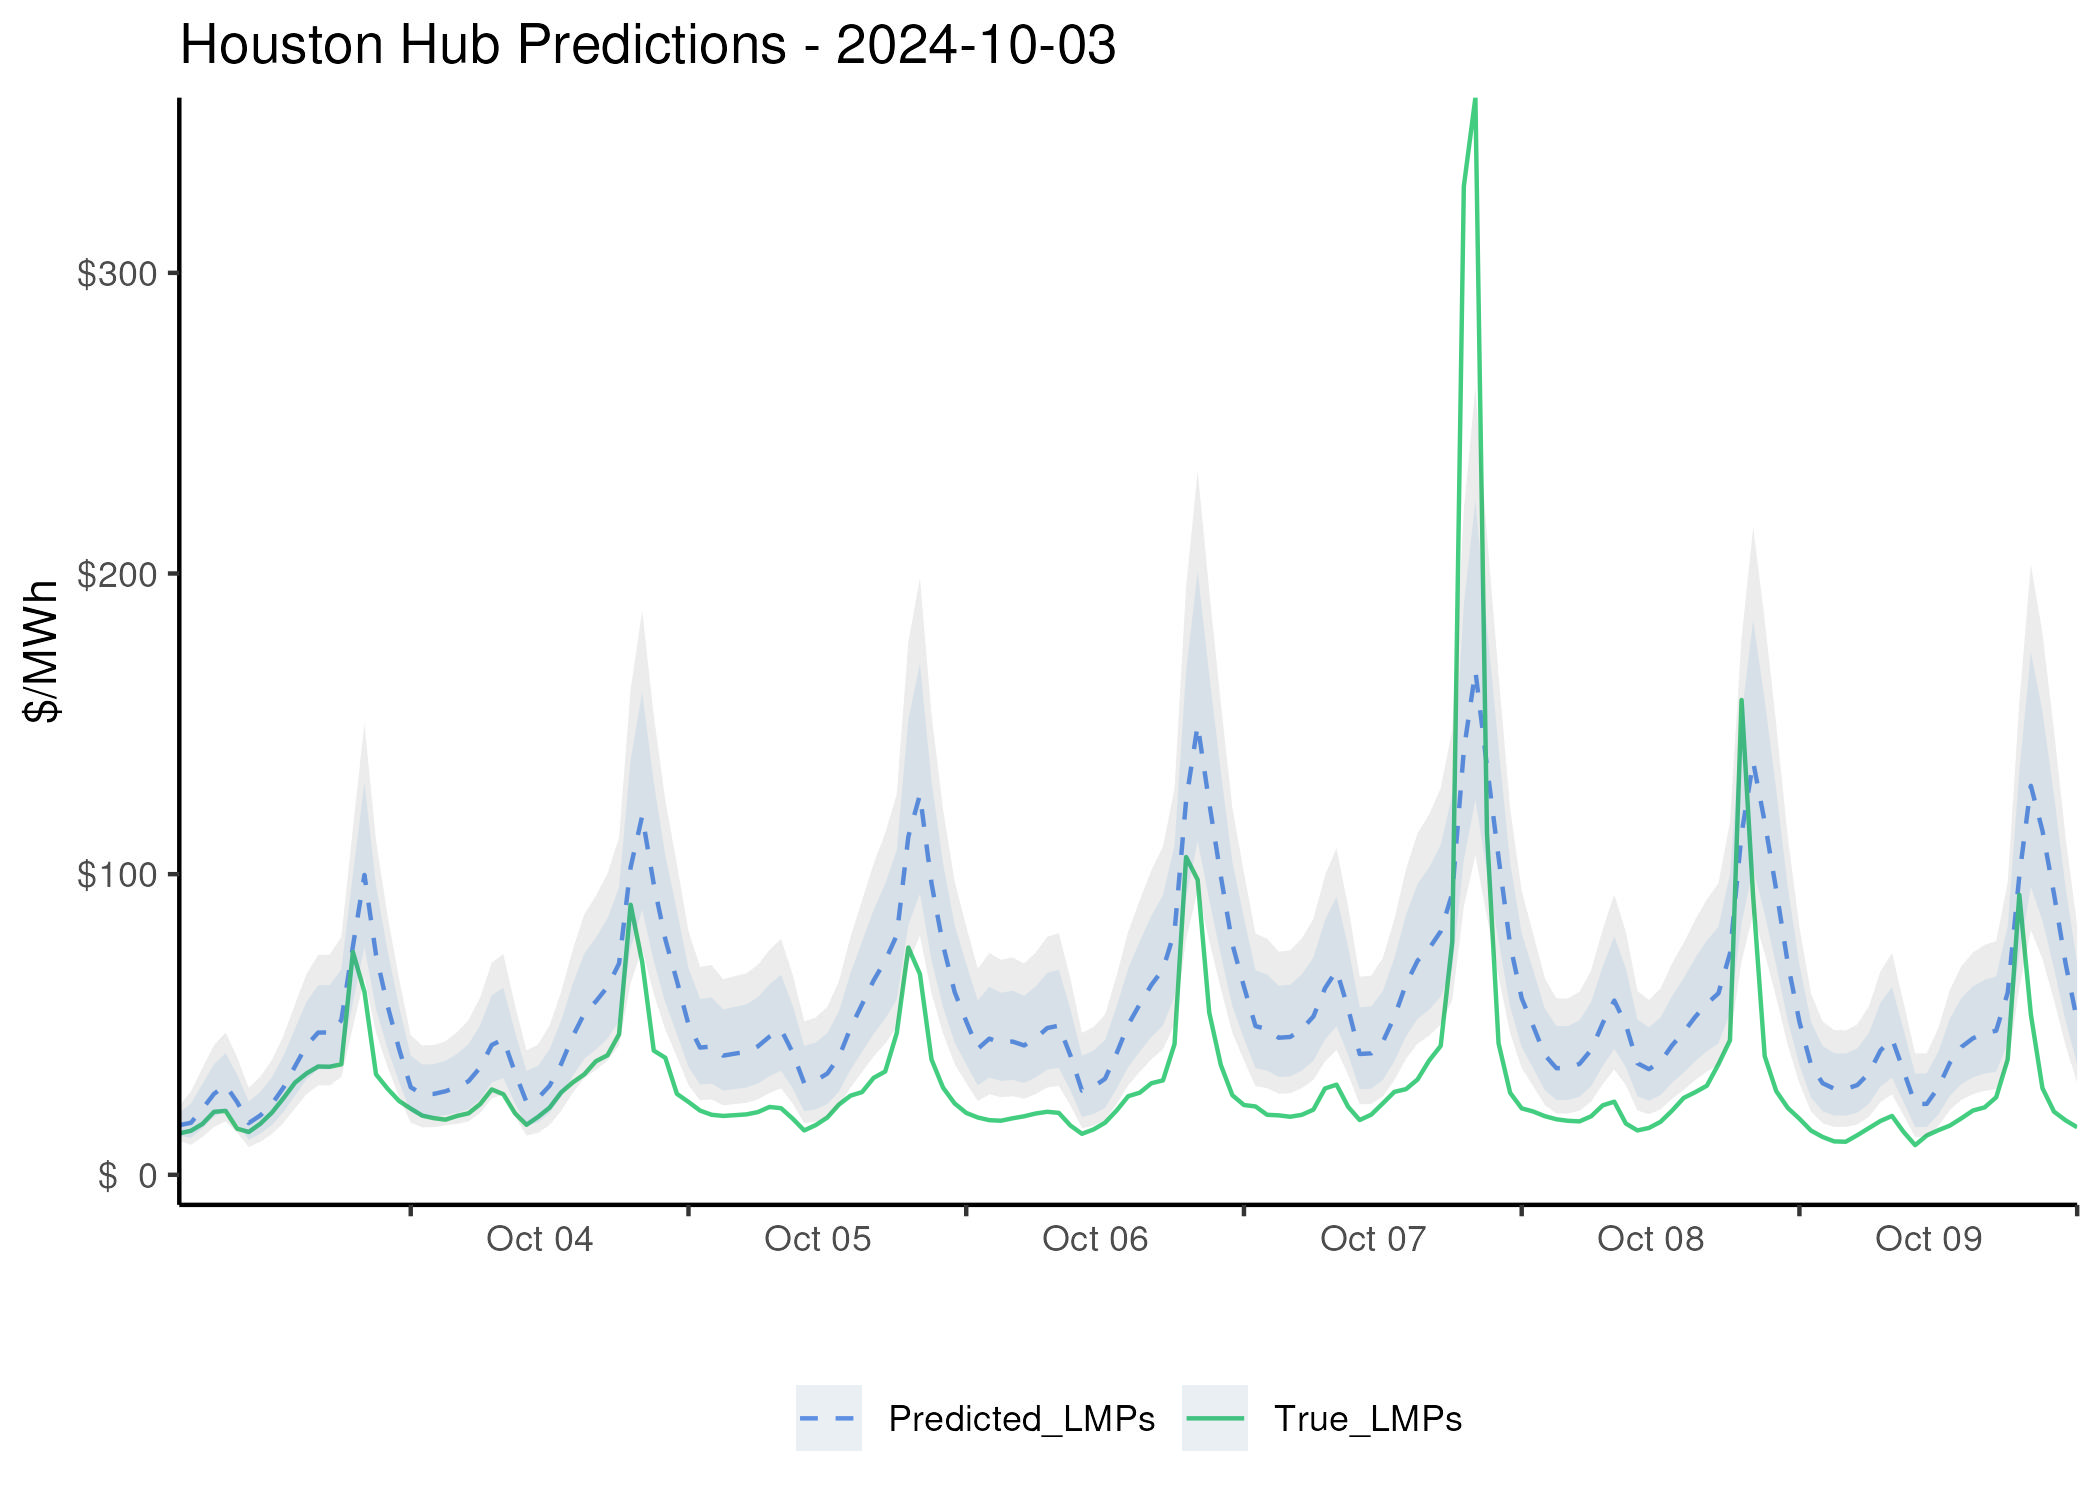 Houston Hub Predictions - 2024-10-03
$/MWh
$300
$200
$100
$ 0
Oct 04 Oct 05 Oct 06 Oct 07 Oct 08 Oct 09
Predicted_LMPs True_LMPs